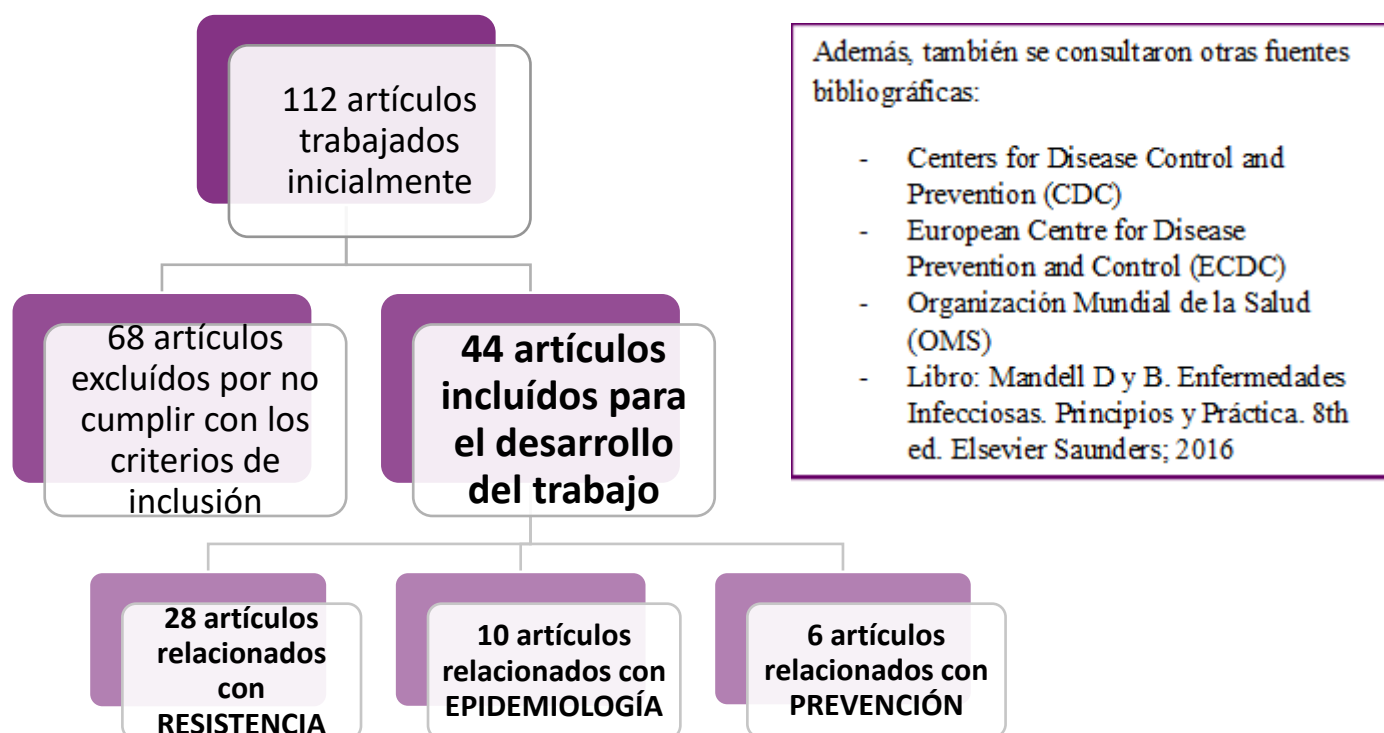 112 artículos
trabajados
inicialmente
68 artículos
excluídos por no
cumplir con los
criterios de
inclusión
44 artículos
incluídos para
el desarrollo
del trabajo
28 artículos
relacionados
con
RESISTENCIA
10 artículos
relacionados con
EPIDEMIOLOGÍA
6 artículos
relacionados con
PREVENCIÓN
Además, también se consultaron otras fuentes
bibliográficas:
- Centers for Disease Control and
Prevention (CDC)
- European Centre for Disease
Prevention and Control (ECDC)
- Organización Mundial de la Salud
(OMS)
- Libro: Mandell D y B. Enfermedades
Infecciosas. Principios y Práctica. 8th
ed. Elsevier Saunders; 2016